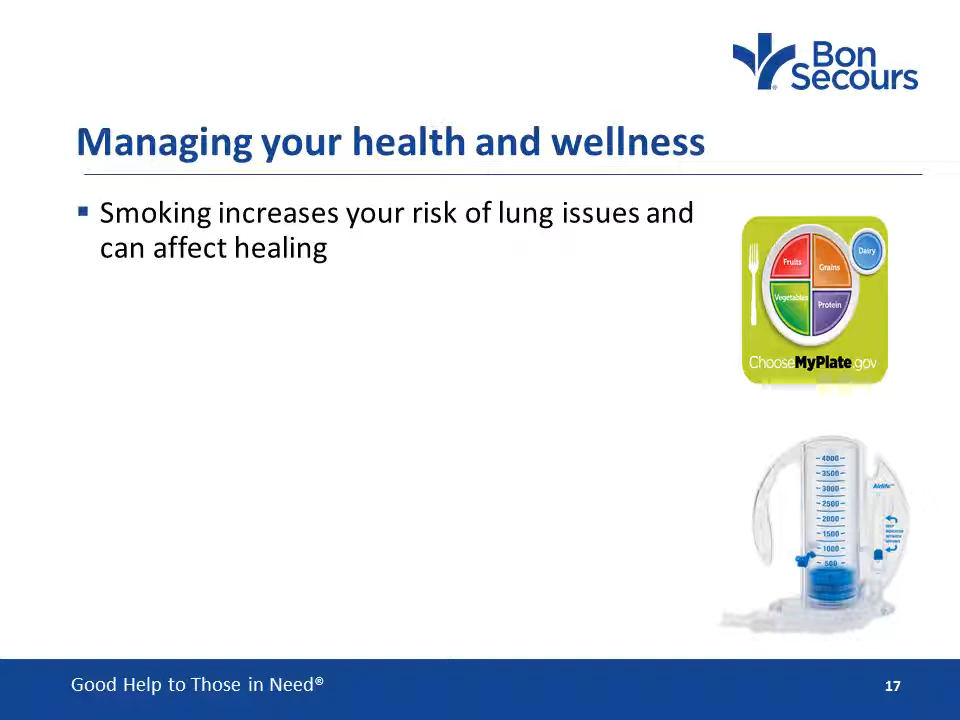 Bon
Secours
Managing your health and wellness
▪ Smoking increases your risk of lung issues and
can affect healing
Fruits
Grains
Dairy
Vegetables
Protein
ChooseMyPlate.gov
4000
3500
3000
2500
2000
1500
1000
500
Airlife™
Good Help to Those in Need®
17